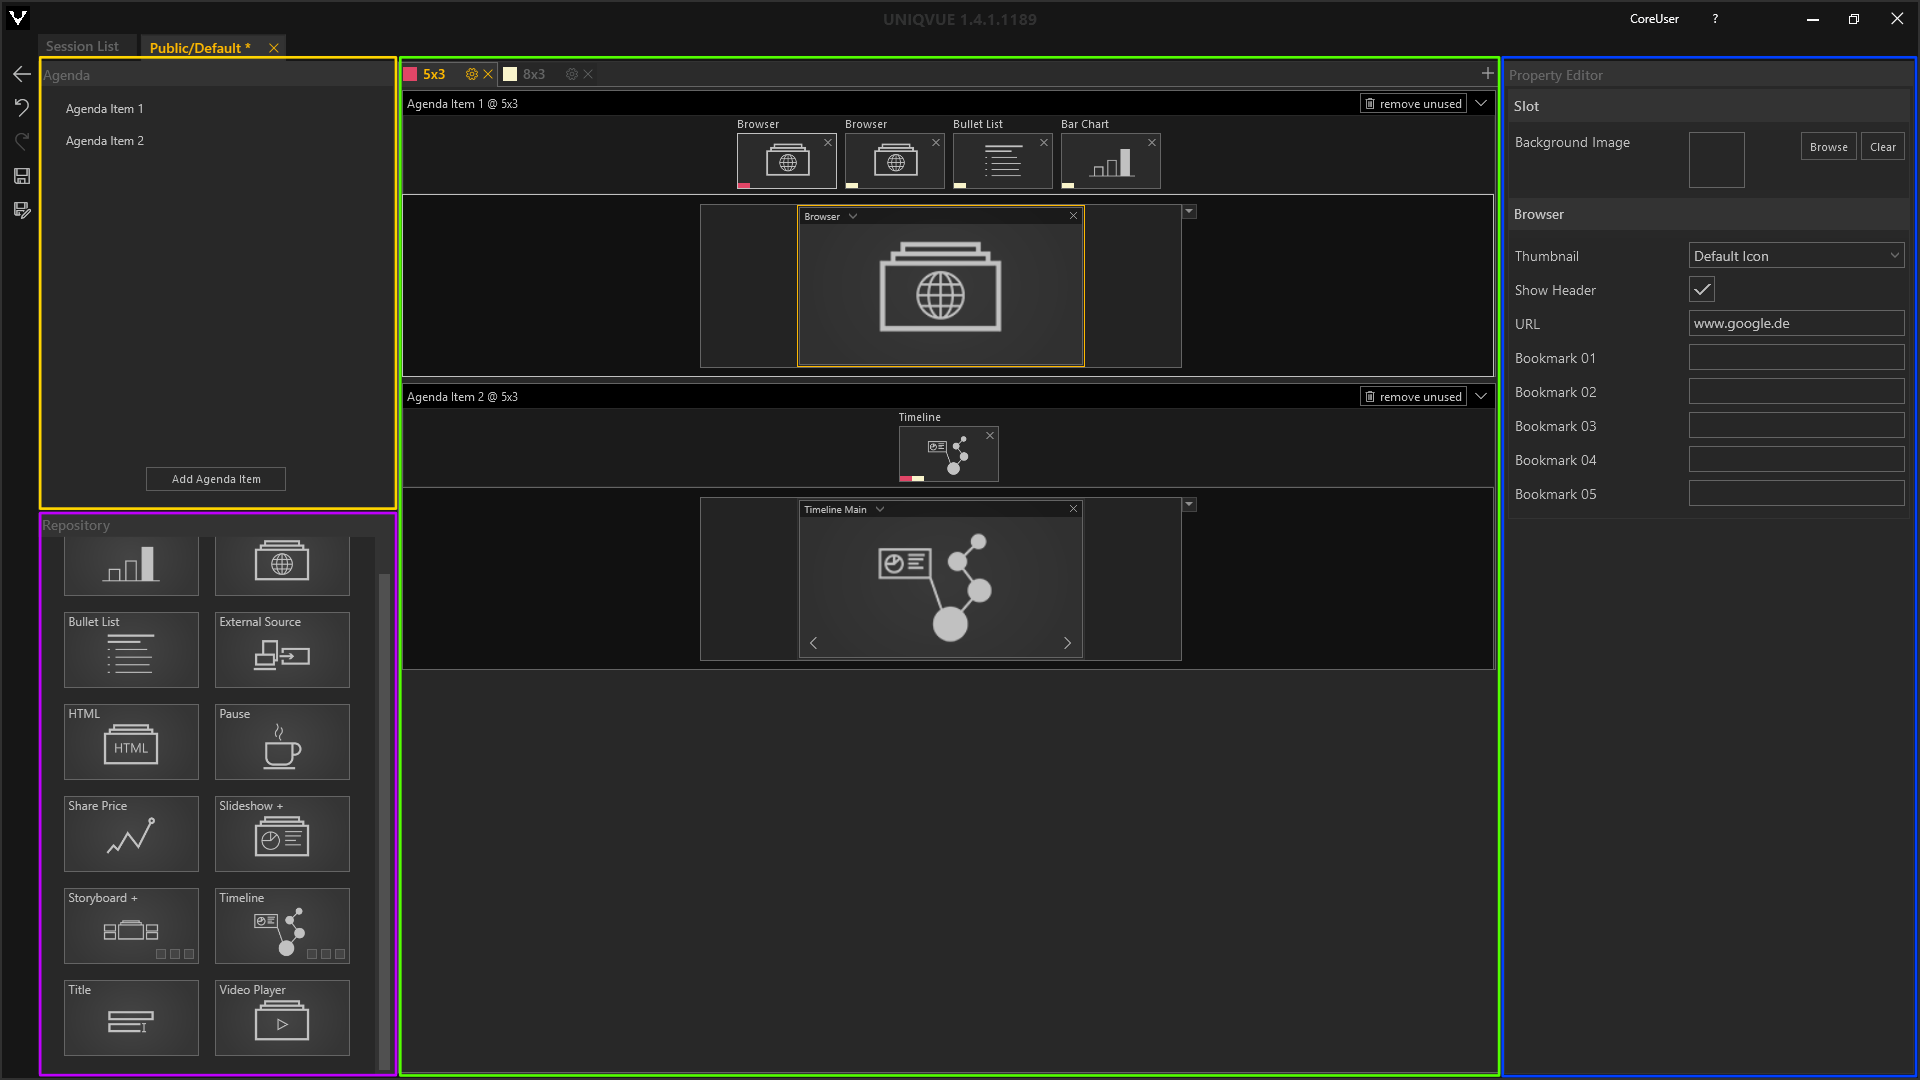 UNIQVUE 1.4.1.1189
CoreUser ?
Session List
Public/Default *
Agenda
Agenda Item 1
Agenda Item 2
Add Agenda Item
Repository
Bullet List
External Source
HTML
HTML
Pause
Share Price
Slideshow +
Storyboard +
Timeline
Title
Video Player
5x3
8x3
Agenda Item 1 @ 5x3
remove unused
Browser
Browser
Bullet List
Bar Chart
Browser
Agenda Item 2 @ 5x3
remove unused
Timeline
Timeline Main
Property Editor
Slot
Background Image
Browse
Clear
Browser
Thumbnail
Default Icon
Show Header
URL
www.google.de
Bookmark 01
Bookmark 02
Bookmark 03
Bookmark 04
Bookmark 05